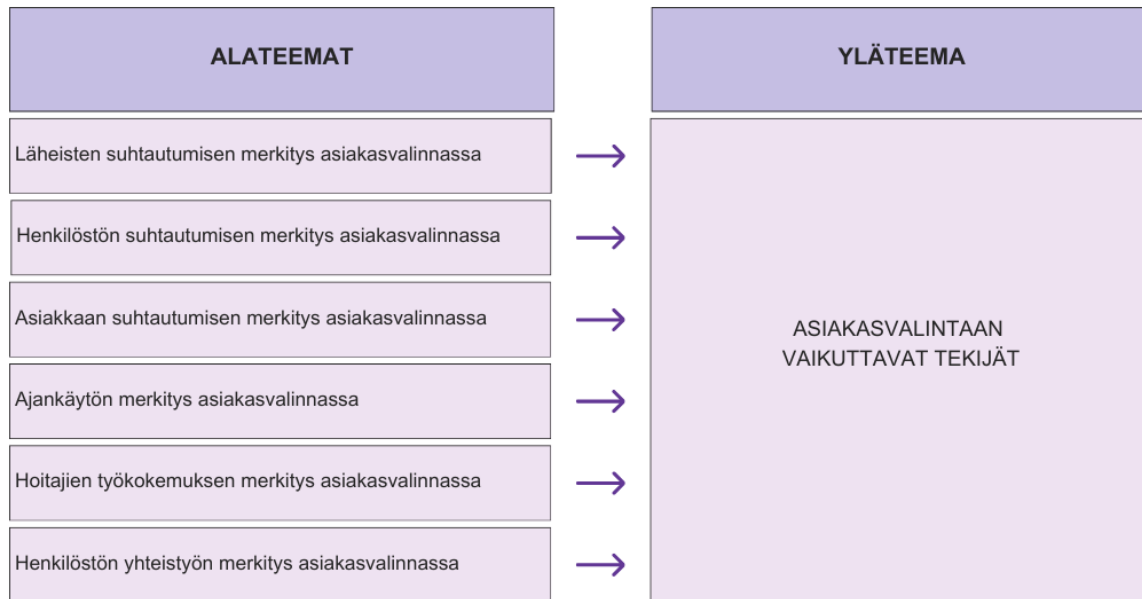 ALATEEMAT
YLÄTEEMA
Läheisten suhtautumisen merkitys asiakasvalinnassa
Henkilöstön suhtautumisen merkitys asiakasvalinnassa
Asiakkaan suhtautumisen merkitys asiakasvalinnassa
Ajankäytön merkitys asiakasvalinnassa
Hoitajien työkokemuksen merkitys asiakasvalinnassa
Henkilöstön yhteistyön merkitys asiakasvalinnassa
ASIAKASVALINTAAN
VAIKUTTAVAT TEKIJÄT